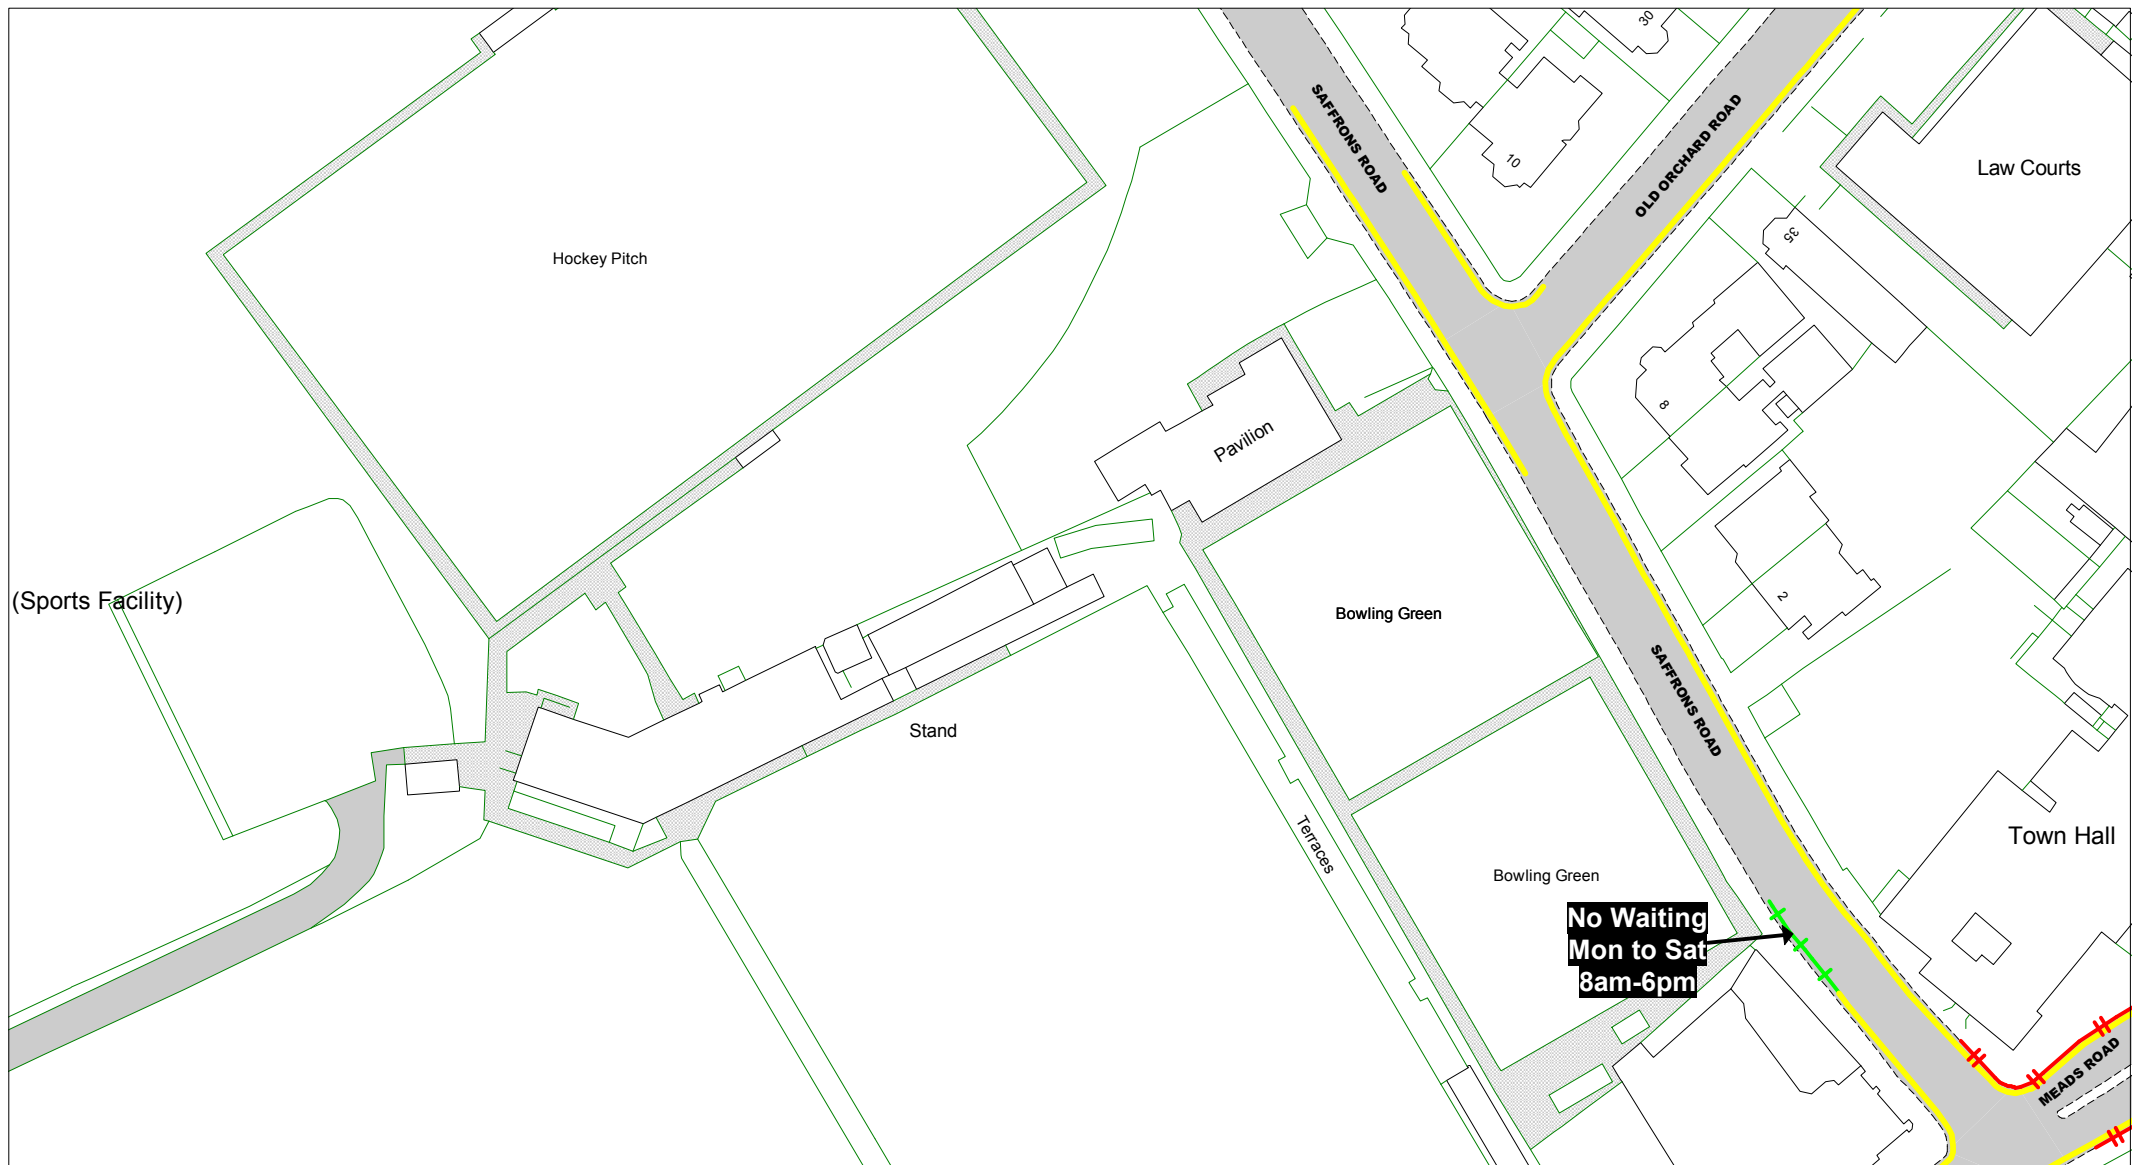 30
SAFFRONS ROAD
10
OLD ORCHARD ROAD
Law Courts
35
Hockey Pitch
8
Pavilion
2
(Sports Facility)
Bowling Green
SAFFRONS ROAD
Stand
Terraces
Town Hall
Bowling Green
No Waiting
Mon to Sat
8am-6pm
MEADS ROAD